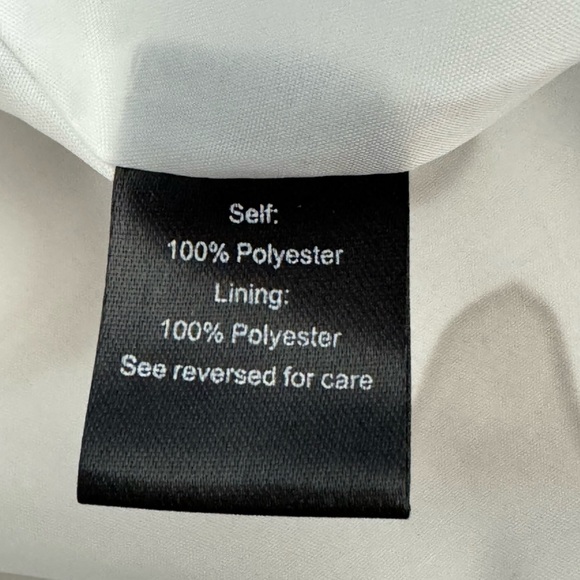 Self:
100% Polyester
Lining:
100% Polyester
See reversed for care